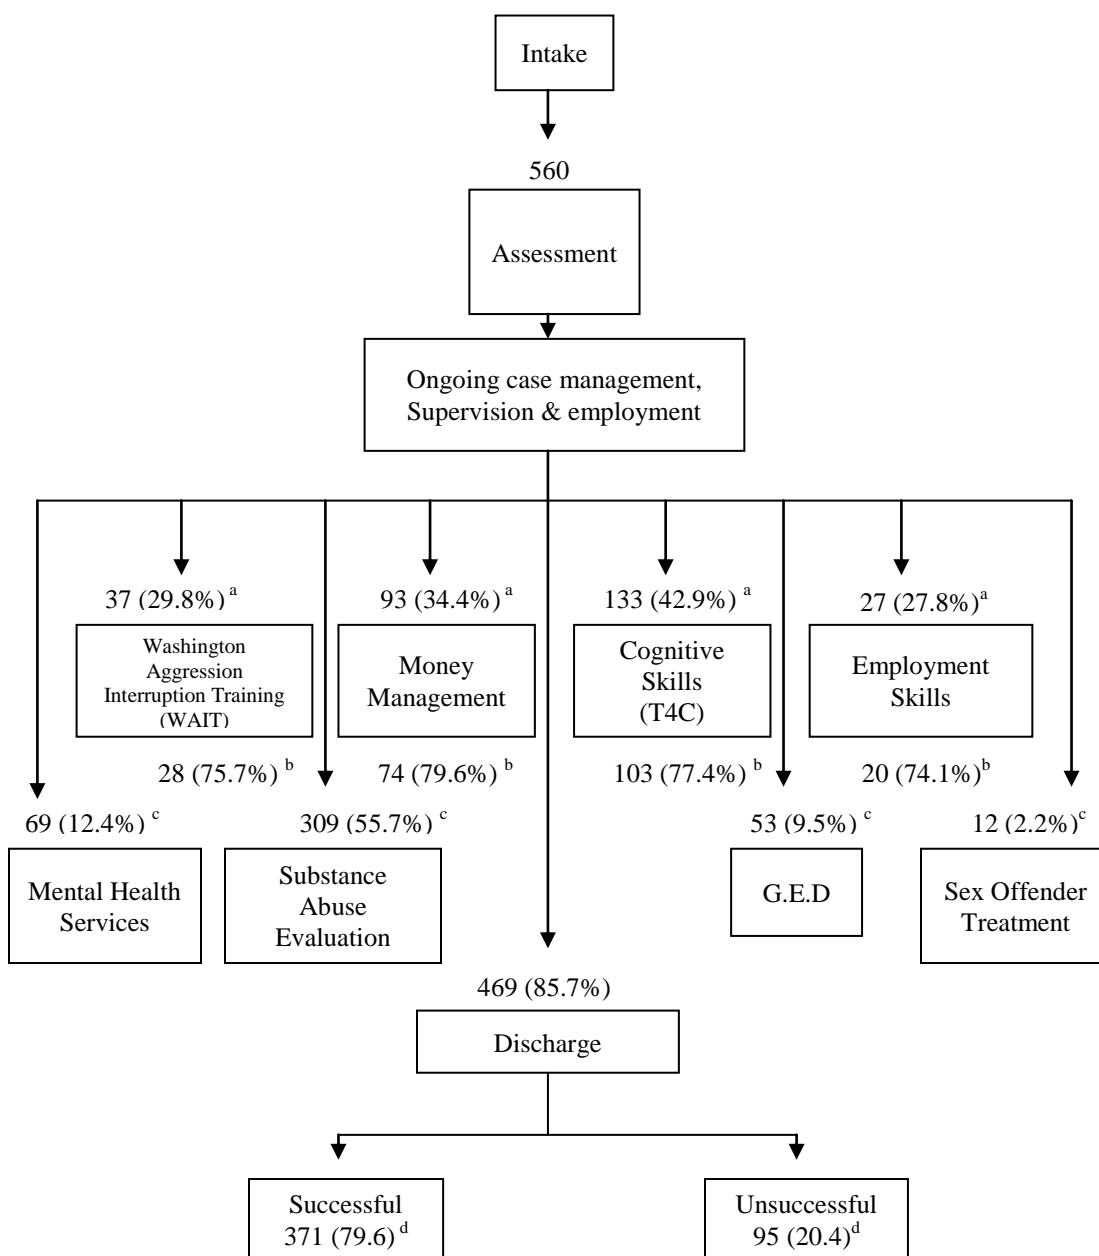 Intake
560
Assessment
Ongoing case management,
Supervision & employment
37 (29.8%) a
93 (34.4%) a
133 (42.9%) a
27 (27.8%) a
Washington
Aggression
Interruption Training
(WAIT)
Money
Management
Cognitive
Skills
(T4C)
Employment
Skills
28 (75.7%) b
74 (79.6%) b
103 (77.4%) b
20 (74.1%) b
69 (12.4%) c
309 (55.7%) c
53 (9.5%) c
12 (2.2%) c
Mental Health
Services
Substance
Abuse
Evaluation
G.E.D
Sex Offender
Treatment
469 (85.7%)
Discharge
Successful
371 (79.6) d
Unsuccessful
95 (20.4) d